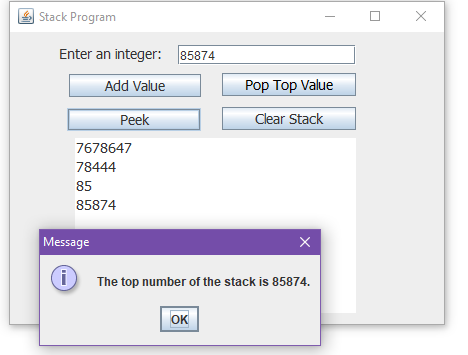 Stack Program
Enter an integer: 85874
Add Value Pop Top Value
Peek Clear Stack
7678647
78444
85
85874
Message
The top number of the stack is 85874.
OK